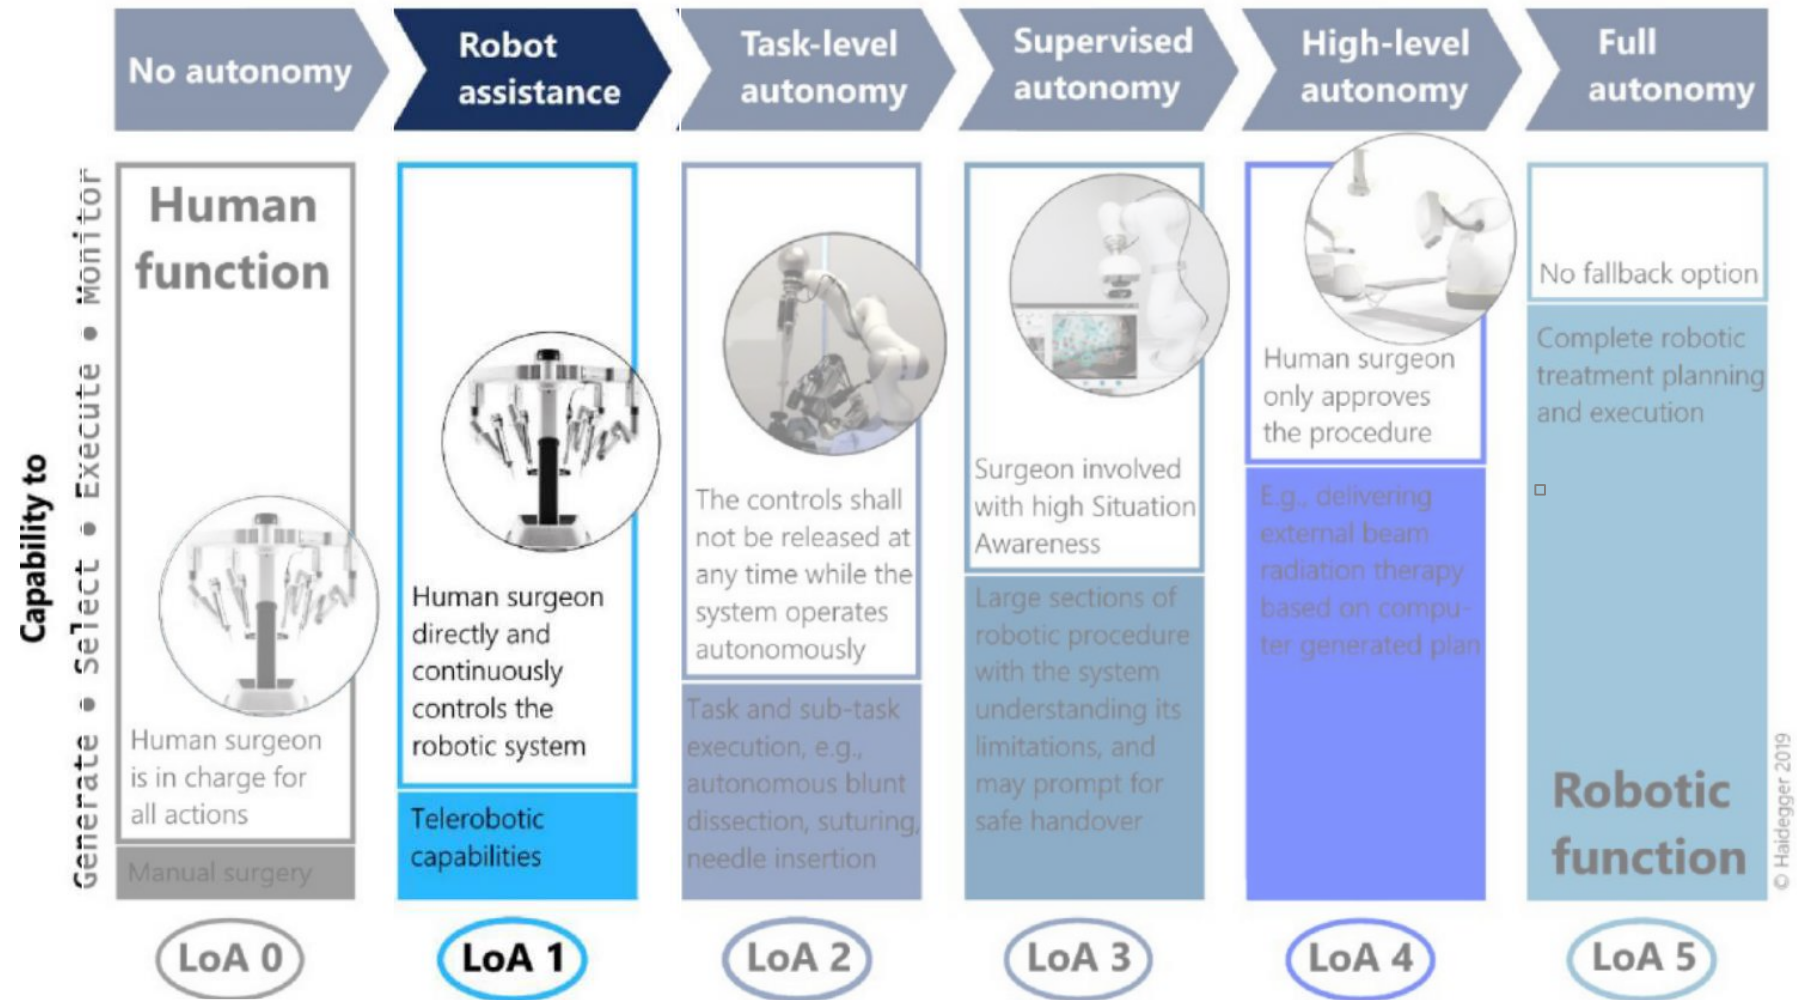 No autonomy
Robot
assistance
Task-level
autonomy
Supervised
autonomy
High-level
autonomy
Full
autonomy
Capability to
Generate • Select • Execute • Monitor
Human
function
Human surgeon
is in charge for
all actions
Manual surgery
LoA 0
Human surgeon
directly and
continuously
controls the
robotic system
Telerobotic
capabilities
LoA 1
The controls shall
not be released at
any time while the
system operates
autonomously
Task and sub-task
execution, e.g.,
autonomous blunt
dissection, suturing,
needle insertion
LoA 2
Surgeon involved
with high Situation
Awareness
Large sections of
robotic procedure
with the system
understanding its
limitations, and
may prompt for
safe handover
LoA 3
Human surgeon
only approves
the procedure
E.g., delivering
external beam
radiation therapy
based on compu-
ter generated plan
LoA 4
No fallback option
Complete robotic
treatment planning
and execution
Robotic
function
LoA 5
© Haidegger 2019